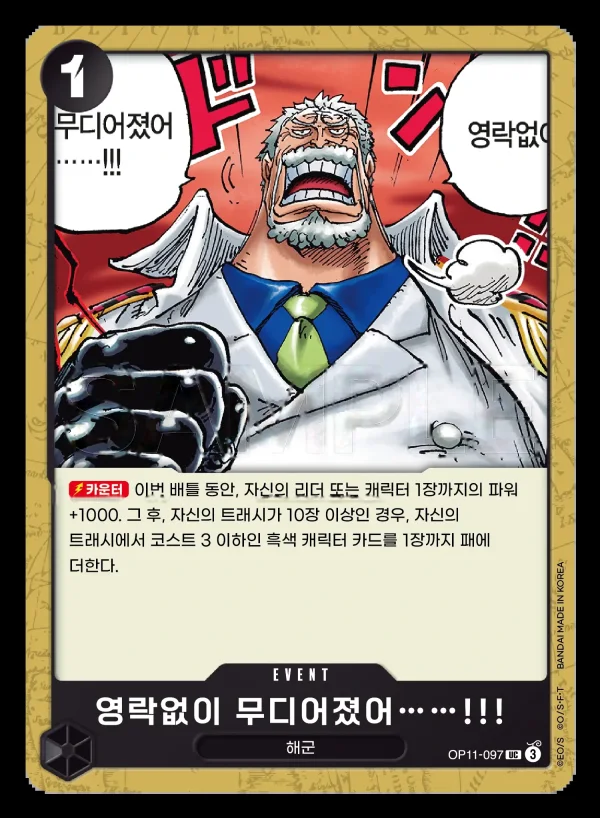 1
무디어졌어
……!!!
ド
ン
영락없
SAMPLE
카운터 이번 배틀 동안, 자신의 리더 또는 캐릭터 1장까지의 파워
+1000. 그 후, 자신의 트래시가 10장 이상인 경우, 자신의
트래시에서 코스트 3 이하인 흑색 캐릭터 카드를 1장까지 패에
더한다.
EVENT
영락없이 무디어졌어……!!!
해군
OP11-097 UC 3
©E.O/S ©O/S·F·T BANDAI MADE IN KOREA